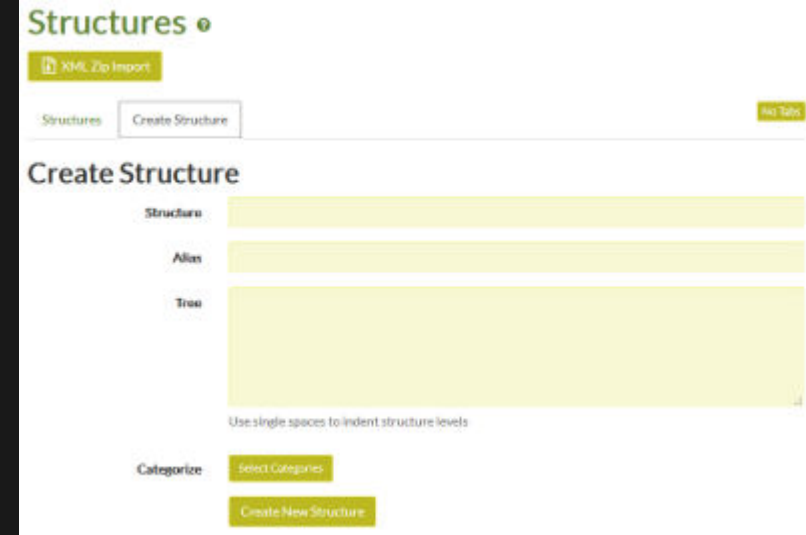 Structures
XML Zip Import
Structures
Create Structure
No Tabs
Create Structure
Structure
Alias
Tree
Use single spaces to indent structure levels
Categorize
Select Categories
Create New Structure